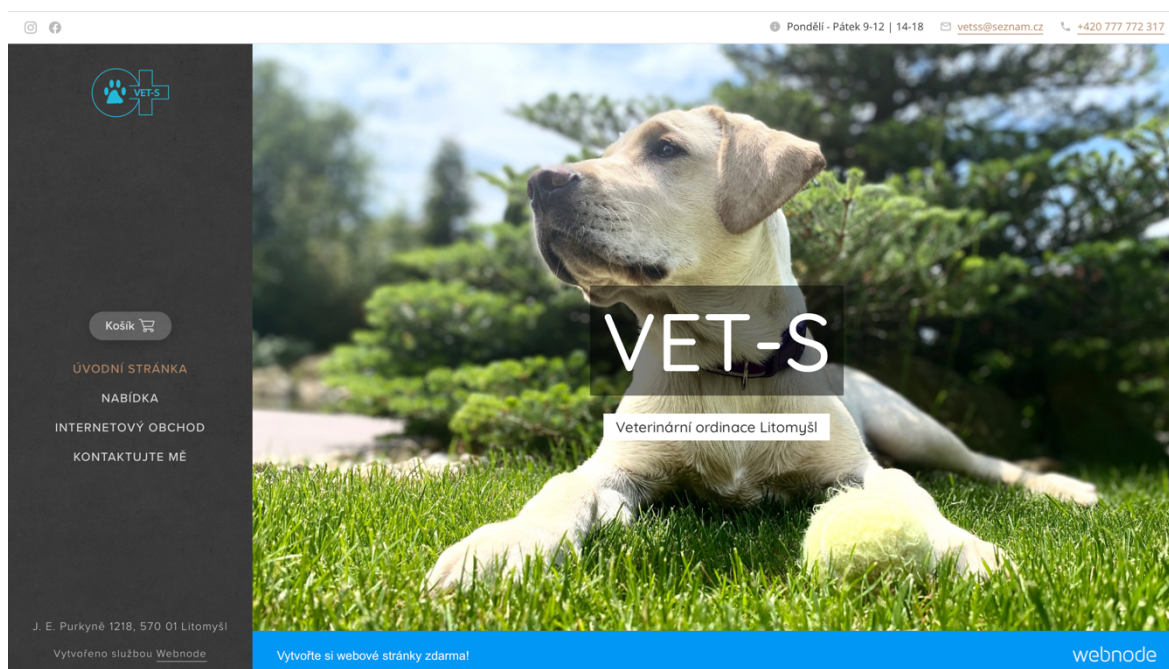 Pondělí - Pátek 9-12 | 14-18 vetss@seznam.cz +420 777 772 317
VET-S
Košík
ÚVODNÍ STRÁNKA
NABÍDKA
INTERNETOVÝ OBCHOD
KONTAKTUJTE MĚ
J. E. Purkyně 1218, 570 01 Litomyšl
Vytvořeno službou Webnode
VET-S
Veterinární ordinace Litomyšl
Vytvořte si webové stránky zdarma! webnode